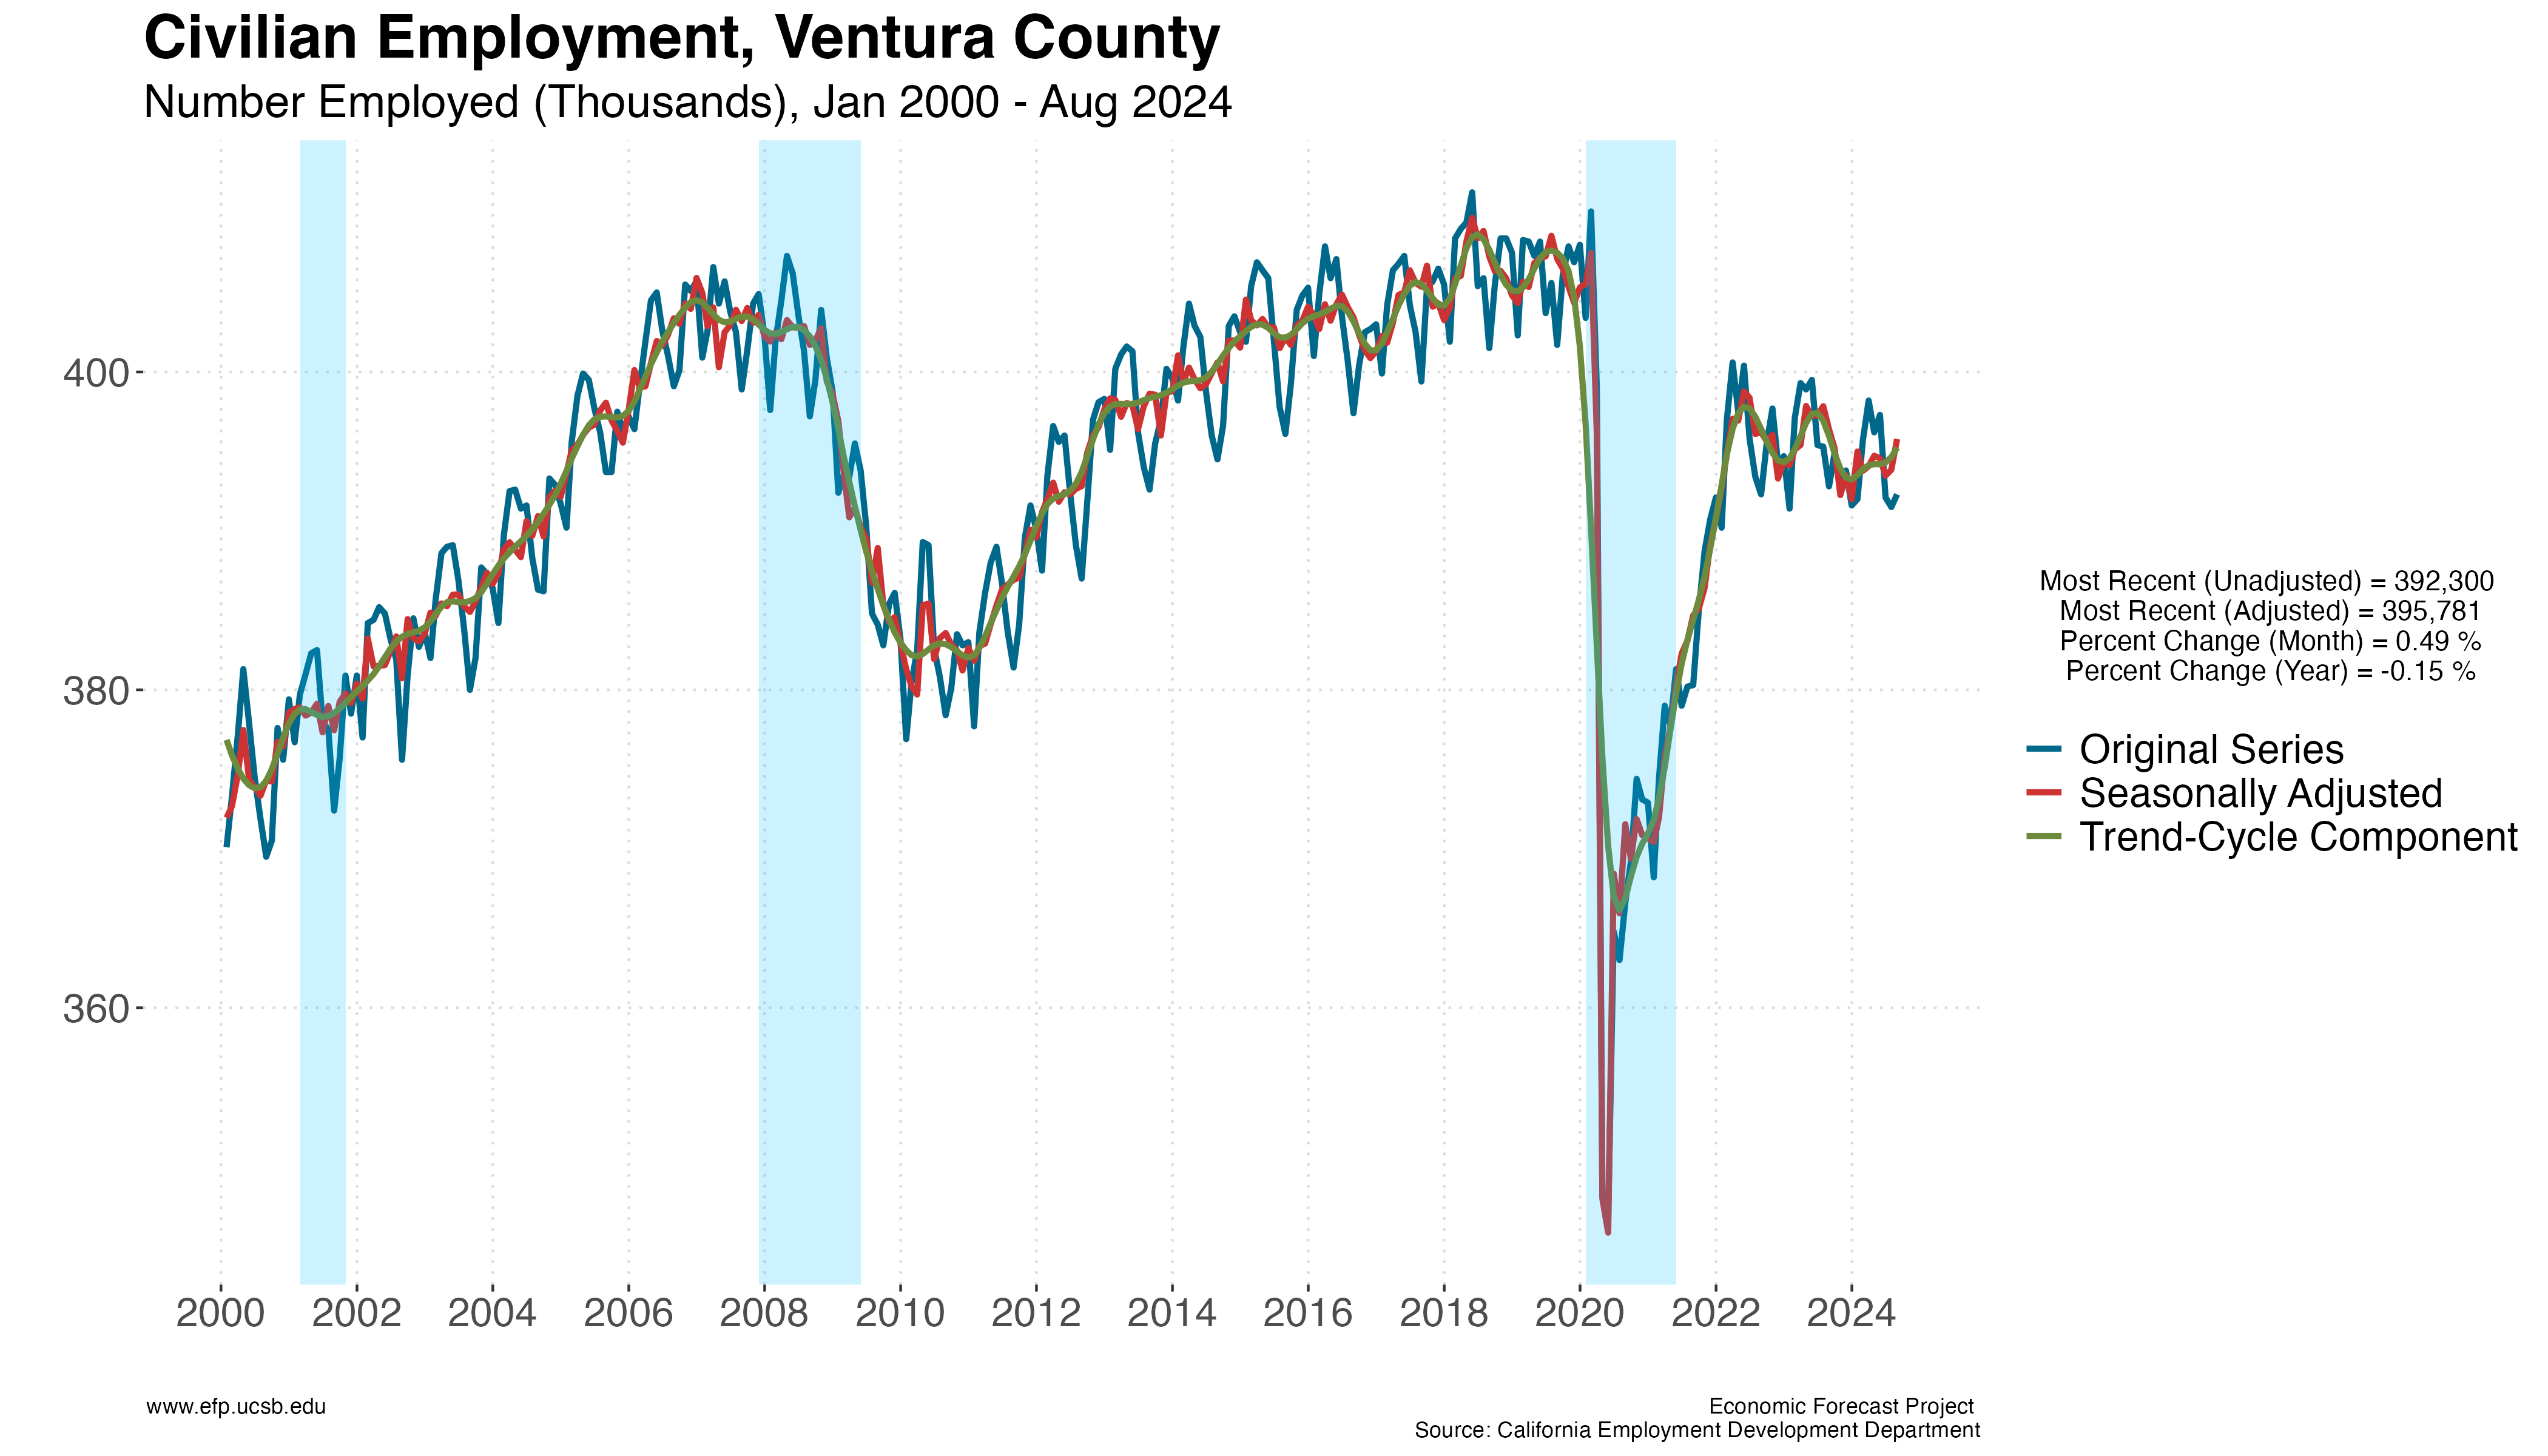 Civilian Employment, Ventura County
Number Employed (Thousands), Jan 2000 - Aug 2024
400
380
360
2000 2002 2004 2006 2008 2010 2012 2014 2016 2018 2020 2022 2024
Most Recent (Unadjusted) = 392,300
Most Recent (Adjusted) = 395,781
Percent Change (Month) = 0.49 %
Percent Change (Year) = -0.15 %
Original Series
Seasonally Adjusted
Trend-Cycle Component
www.efp.ucsb.edu
Economic Forecast Project
Source: California Employment Development Department